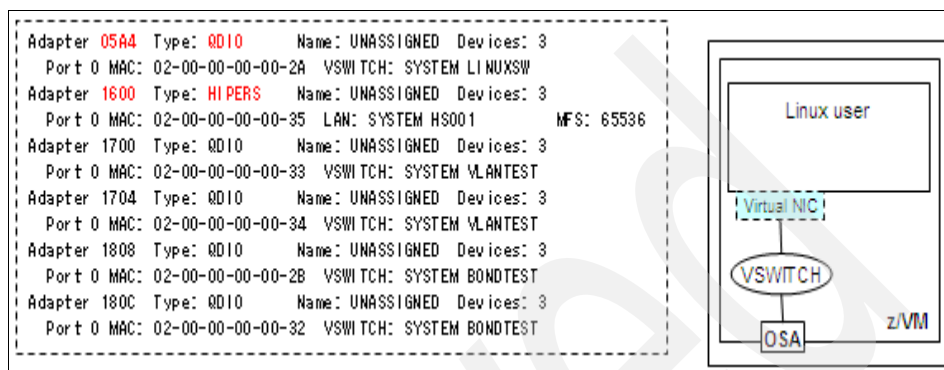 Adapter 05A4 Type: QDIO Name: UNASSIGNED Devices: 3
Port 0 MAC: 02-00-00-00-00-2A VSWITCH: SYSTEM LINUXSW
Adapter 1600 Type: HIPERS Name: UNASSIGNED Devices: 3
Port 0 MAC: 02-00-00-00-00-35 LAN: SYSTEM HS001 MFS: 65536
Adapter 1700 Type: QDIO Name: UNASSIGNED Devices: 3
Port 0 MAC: 02-00-00-00-00-33 VSWITCH: SYSTEM VLANTEST
Adapter 1704 Type: QDIO Name: UNASSIGNED Devices: 3
Port 0 MAC: 02-00-00-00-00-34 VSWITCH: SYSTEM VLANTEST
Adapter 1808 Type: QDIO Name: UNASSIGNED Devices: 3
Port 0 MAC: 02-00-00-00-00-2B VSWITCH: SYSTEM BONDTEST
Adapter 180C Type: QDIO Name: UNASSIGNED Devices: 3
Port 0 MAC: 02-00-00-00-00-32 VSWITCH: SYSTEM BONDTEST
Linux user
Virtual NIC
VSWITCH
z/VM
OSA